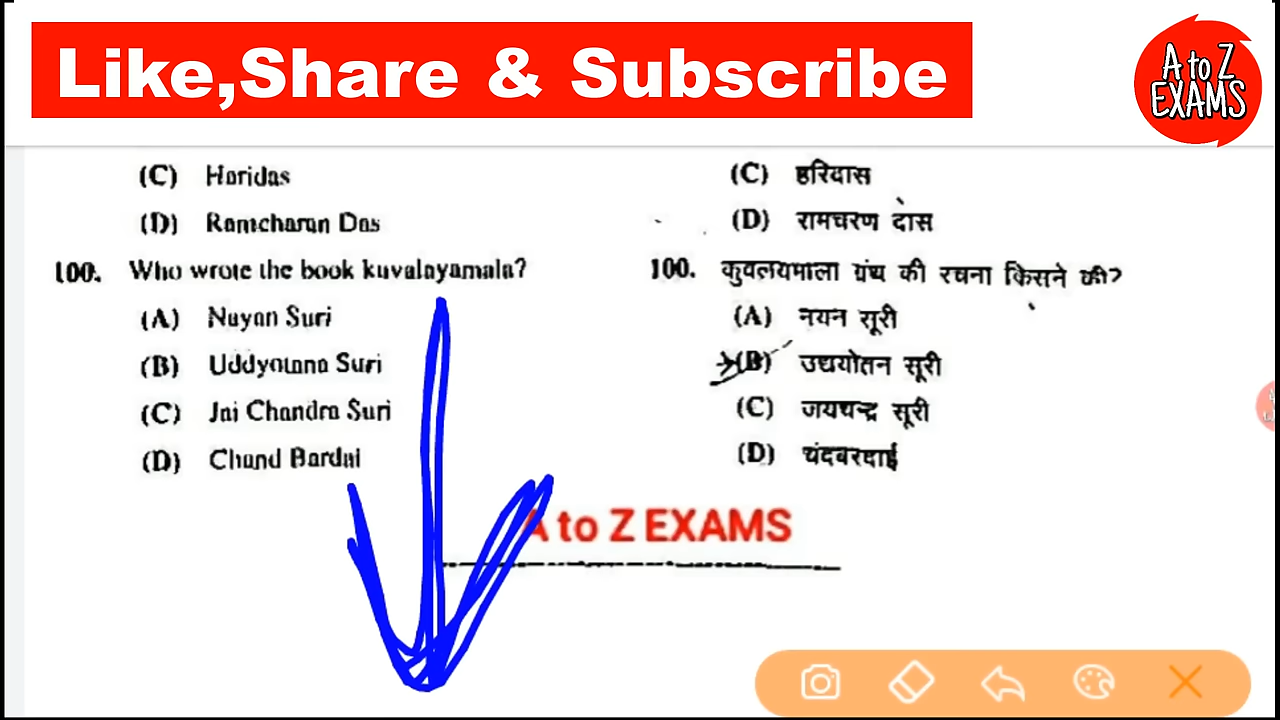 Like,Share & Subscribe
A to Z
EXAMS
(C) Haridas
(D) Ramcharan Das
100. Who wrote the book kuvalayamala?
(A) Nayan Suri
(B) Uddyotana Suri
(C) Jai Chandra Suri
(D) Chand Bardai
(C) हरिदास
(D) रामचरण दास
100. कुवलयमाला ग्रंथ की रचना किसने की?
(A) नयन सूरी
(B) उद्ययोतन सूरी
(C) जयचन्द्र सूरी
(D) चंदबरदाई
A to Z EXAMS